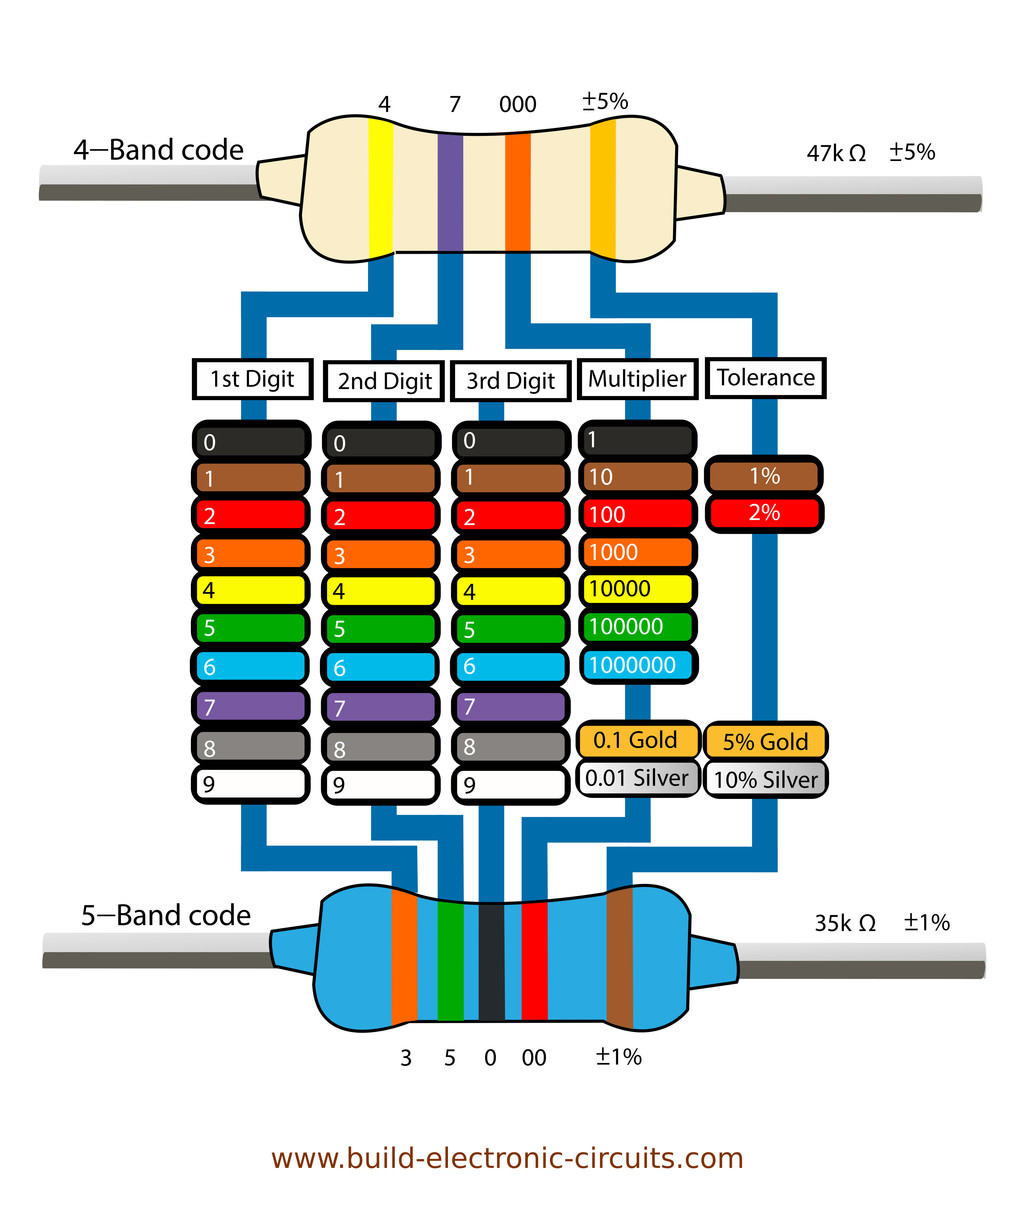 4 7 000 ±5%
4–Band code
47k Ω ±5%
1st Digit 2nd Digit 3rd Digit Multiplier Tolerance
0 0 0 1
1 1 1 10 1%
2 2 2 100 2%
3 3 3 1000
4 4 4 10000
5 5 5 100000
6 6 6 1000000
7 7 7
8 8 8 0.1 Gold 5% Gold
9 9 9 0.01 Silver 10% Silver
5–Band code
35k Ω ±1%
3 5 0 00 ±1%
www.build-electronic-circuits.com